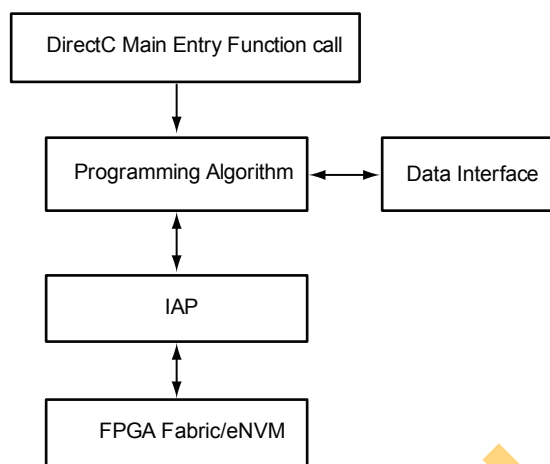 DirectC Main Entry Function call
Programming Algorithm
Data Interface
IAP
FPGA Fabric/eNVM